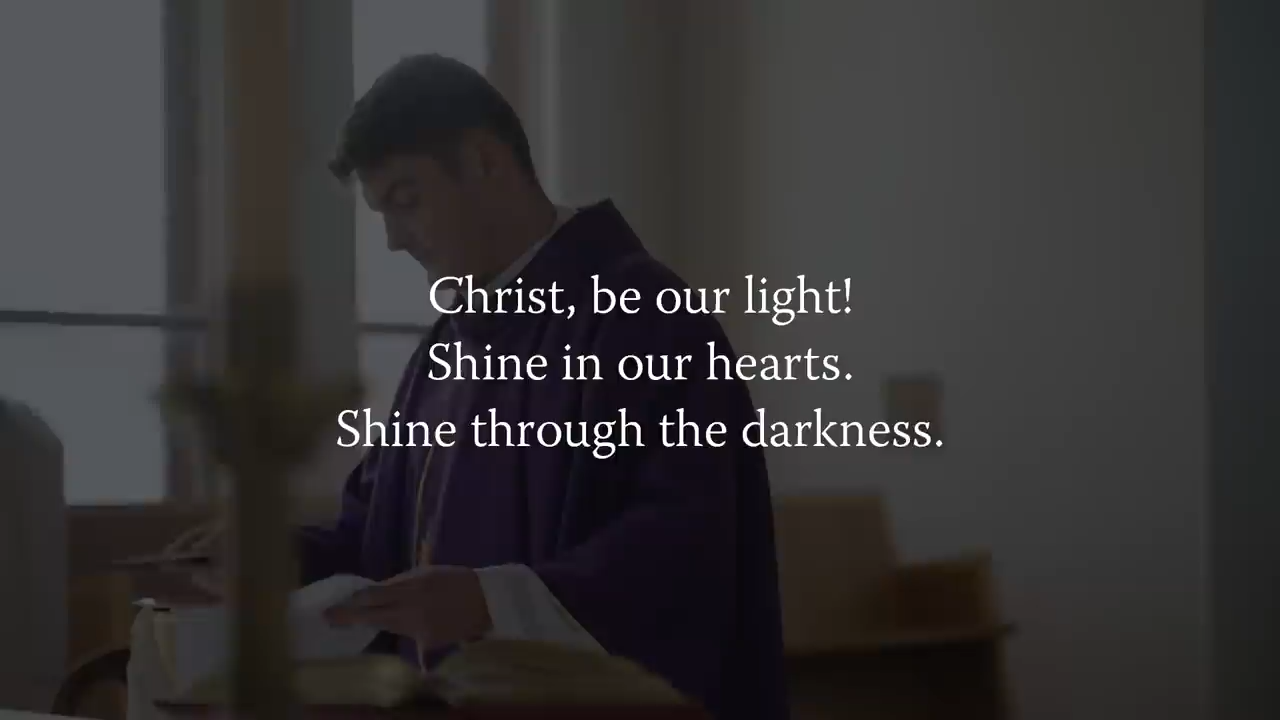 Christ, be our light!
Shine in our hearts.
Shine through the darkness.